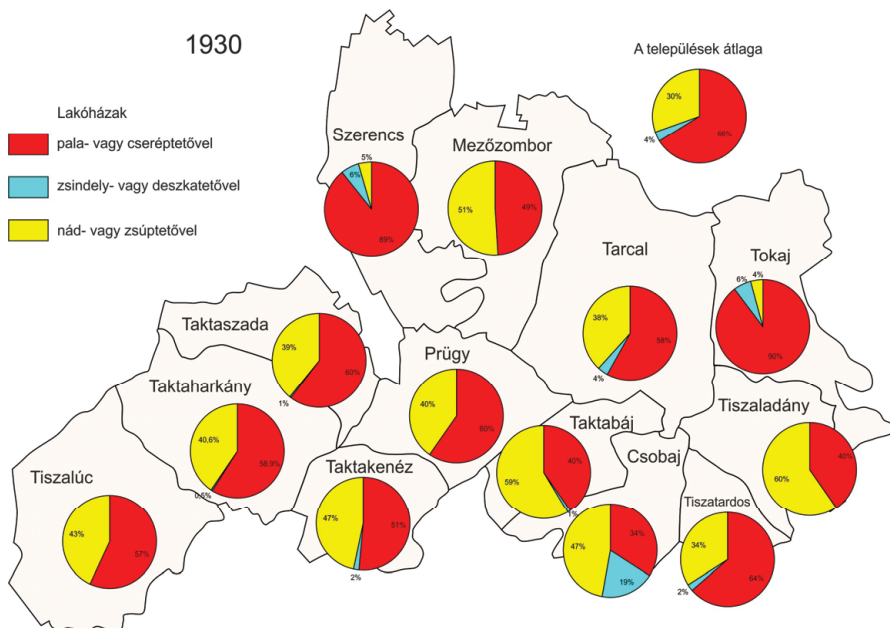 1930
A települések átlaga
30%
4%
66%
Lakóházak
pala- vagy cseréptetővel
zsindely- vagy deszkatetővel
nád- vagy zsúptetővel
Szerencs
5%
6%
89%
Mezőzombor
51%
49%
Tarcal
38%
4%
58%
Tokaj
6%
4%
90%
Taktaszada
39%
1%
60%
Taktaharkány
40,6%
0,5%
58,9%
Prügy
40%
60%
Tiszalúc
43%
57%
Taktakenéz
47%
2%
51%
Taktabáj
59%
40%
1%
Csobaj
47%
34%
19%
Tiszatardos
34%
2%
64%
Tiszaladány
60%
40%